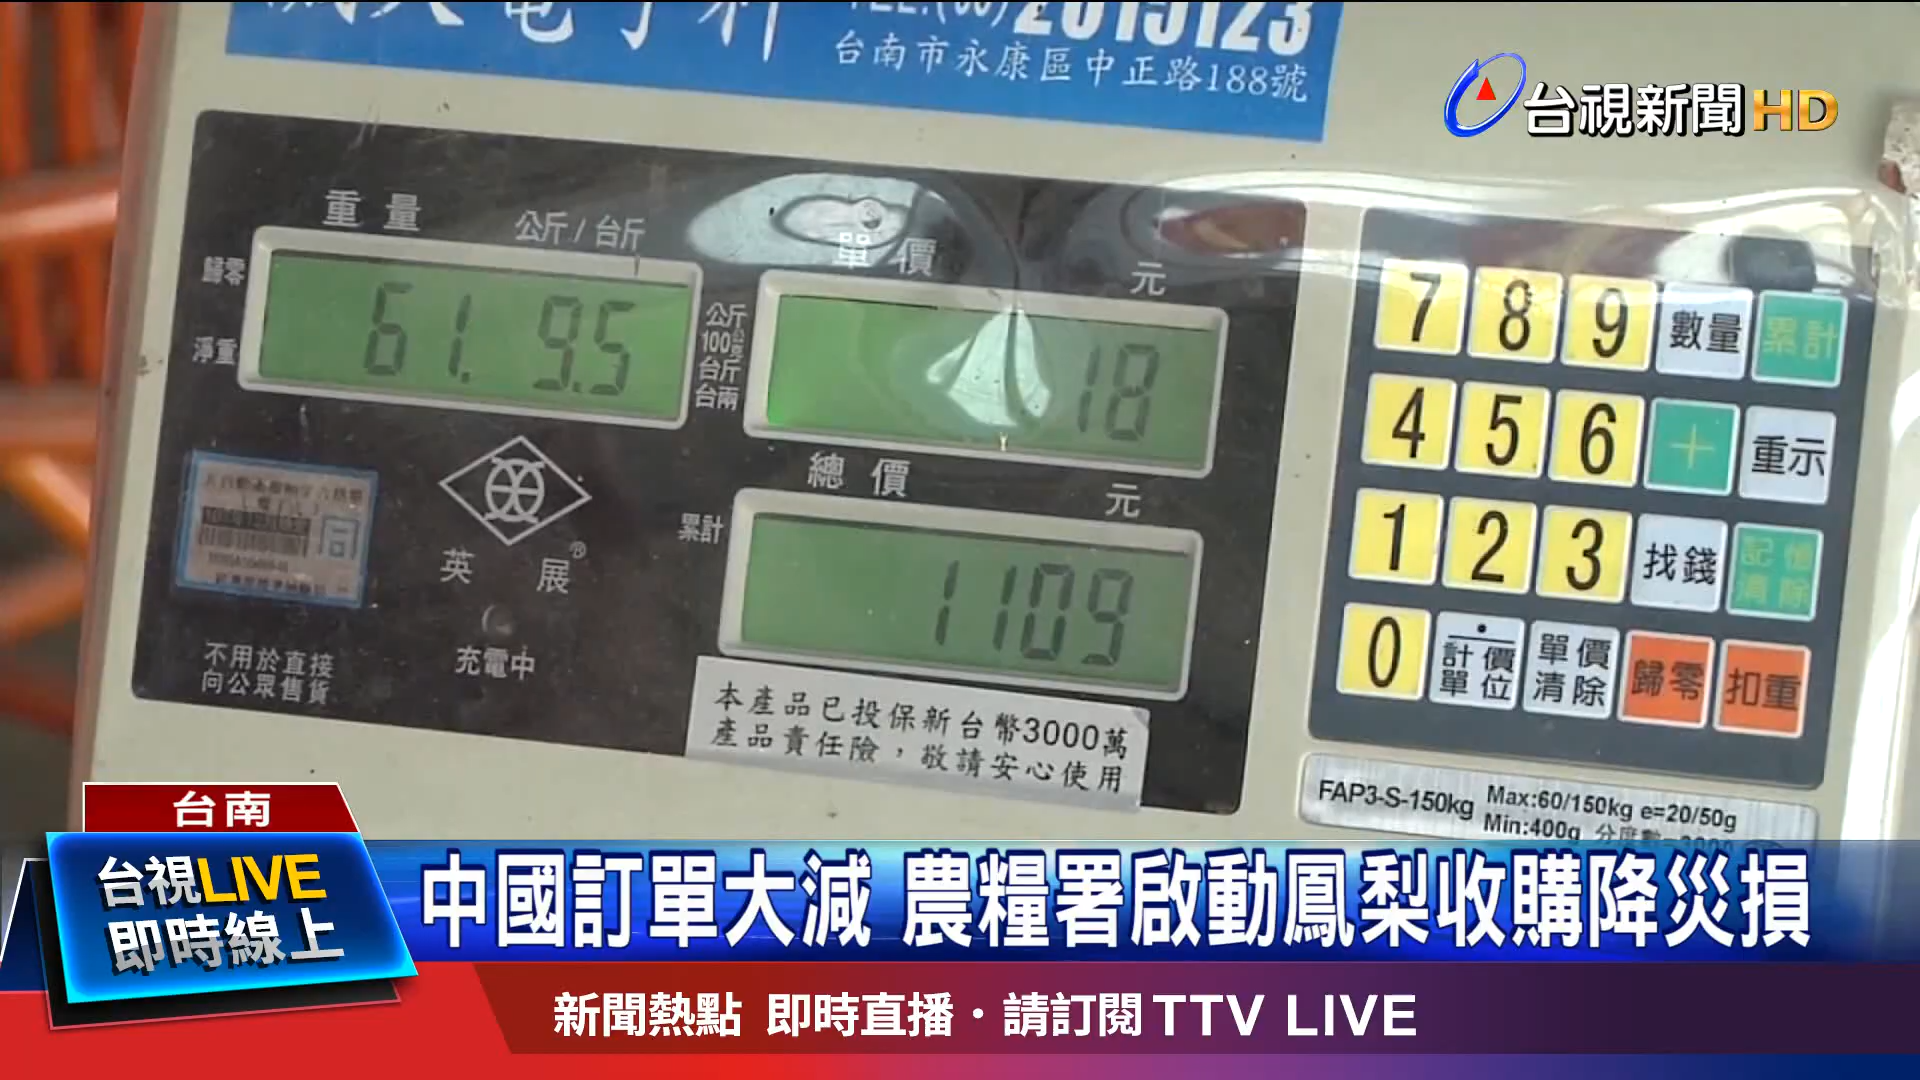 台南市永康區中正路188號
台視新聞HD
重量 公斤/台斤
歸零
淨重
61.95
公斤
100公克
台斤
台兩
單價 元
18
總價 元
累計
1109
英展®
充電中
不用於直接
向公眾售貨
本產品已投保新台幣3000萬
產品責任險，敬請安心使用
7 8 9 數量 累計
4 5 6 + 重示
1 2 3 找錢 記憶清除
0 計價單位 單價清除 歸零 扣重
FAP3-S-150kg Max:60/150kg e=20/50g
Min:400g
台南
台視LIVE
即時線上
中國訂單大減 農糧署啟動鳳梨收購降災損
新聞熱點 即時直播·請訂閱TTV LIVE